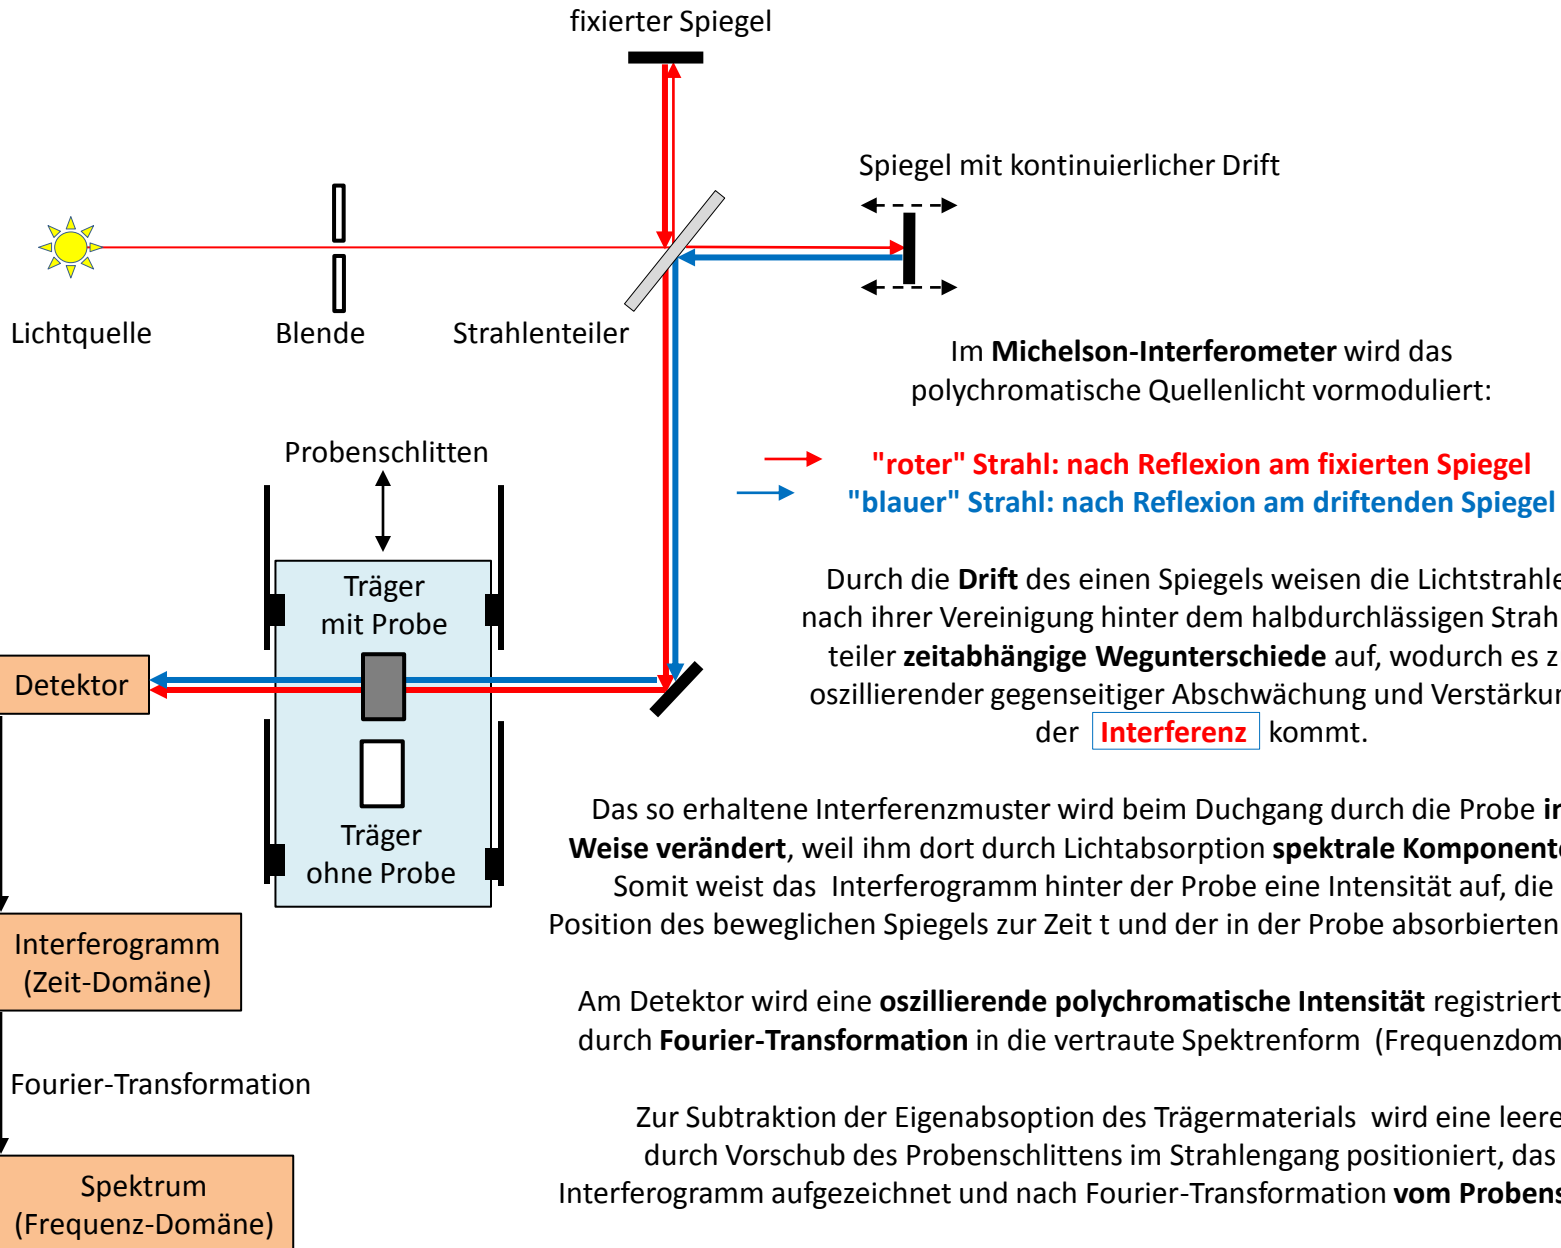 fixierter Spiegel
Spiegel mit kontinuierlicher Drift
Lichtquelle
Blende
Strahlenteiler
Im Michelson-Interferometer wird das
polychromatische Quellenlicht vormoduliert:
Probenschlitten
"roter" Strahl: nach Reflexion am fixierten Spiegel
"blauer" Strahl: nach Reflexion am driftenden Spiegel
Träger
mit Probe
Durch die Drift des einen Spiegels weisen die Lichtstrahle
nach ihrer Vereinigung hinter dem halbdurchlässigen Strah
teiler zeitabhängige Wegunterschiede auf, wodurch es z
oszillierender gegenseitiger Abschwächung und Verstärkun
der Interferenz kommt.
Detektor
Träger
ohne Probe
Das so erhaltene Interferenzmuster wird beim Duchgang durch die Probe in
Weise verändert, weil ihm dort durch Lichtabsorption spektrale Komponente
Somit weist das Interferogramm hinter der Probe eine Intensität auf, die
Position des beweglichen Spiegels zur Zeit t und der in der Probe absorbierten
Interferogramm
(Zeit-Domäne)
Am Detektor wird eine oszillierende polychromatische Intensität registriert
durch Fourier-Transformation in die vertraute Spektrenform (Frequenzdom
Fourier-Transformation
Zur Subtraktion der Eigenabsoption des Trägermaterials wird eine leere
durch Vorschub des Probenschlittens im Strahlengang positioniert, das
Interferogramm aufgezeichnet und nach Fourier-Transformation vom Probens
Spektrum
(Frequenz-Domäne)